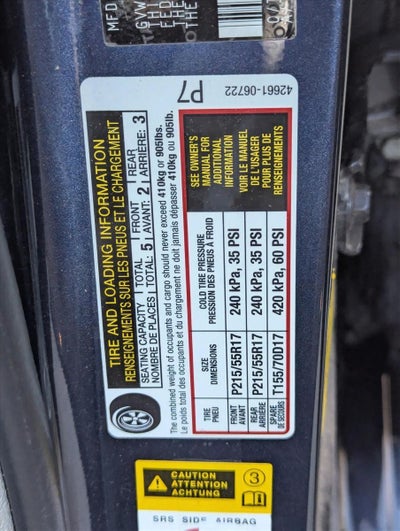 MFD
GVW
TH
FED
THE
TIRE AND LOADING INFORMATION
RENSEIGNEMENTS SUR LES PNEUS ET LE CHARGEMENT
SEATING CAPACITY TOTAL 5 FRONT 2 REAR 3
NOMBRE DE PLACES TOTAL: AVANT: ARRIÈRE:
The combined weight of occupants and cargo should never exceed 410kg or 905lbs.
Le poids total des occupants et du chargement ne doit jamais dépasser 410kg ou 905lb.
TIRE
PNEU
SIZE
DIMENSIONS
COLD TIRE PRESSURE
PRESSION DES PNEUS À FROID
FRONT
AVANT
P215/55R17
240 kPa, 35 PSI
REAR
ARRIÈRE
P215/55R17
240 kPa, 35 PSI
SPARE
DE SECOURS
T155/70D17
420 kPa, 60 PSI
SEE OWNER'S
MANUAL FOR
ADDITIONAL
INFORMATION
VOIR LE MANUEL
DE L'USAGER
POUR PLUS DE
RENSEIGNEMENTS
P7
42661-06722
CAUTION
ATTENTION
ACHTUNG
3
SRS SIDE AIRBAG